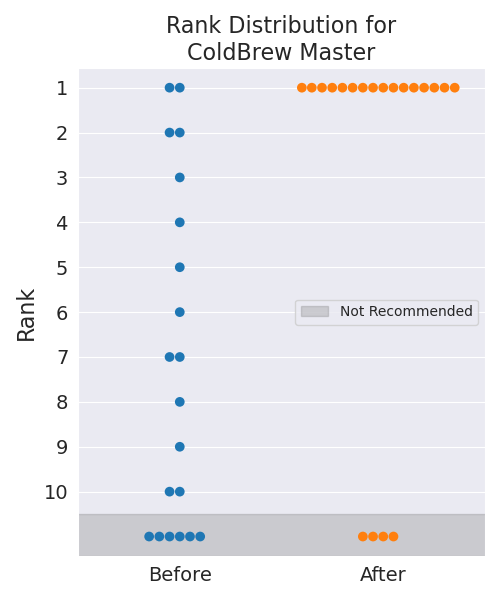 Rank Distribution for
ColdBrew Master
Rank
1
2
3
4
5
6
7
8
9
10
Not Recommended
Before
After